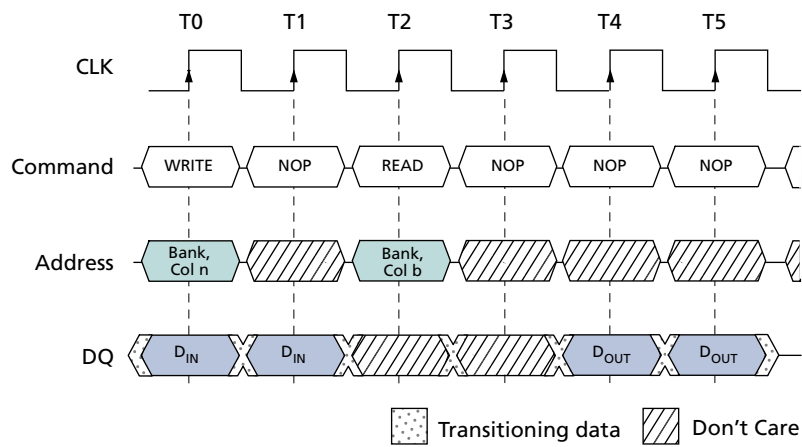 T0 T1 T2 T3 T4 T5
CLK
Command WRITE NOP READ NOP NOP NOP
Address Bank, Col n Bank, Col b
DQ DIN DIN DOUT DOUT
Transitioning data Don't Care